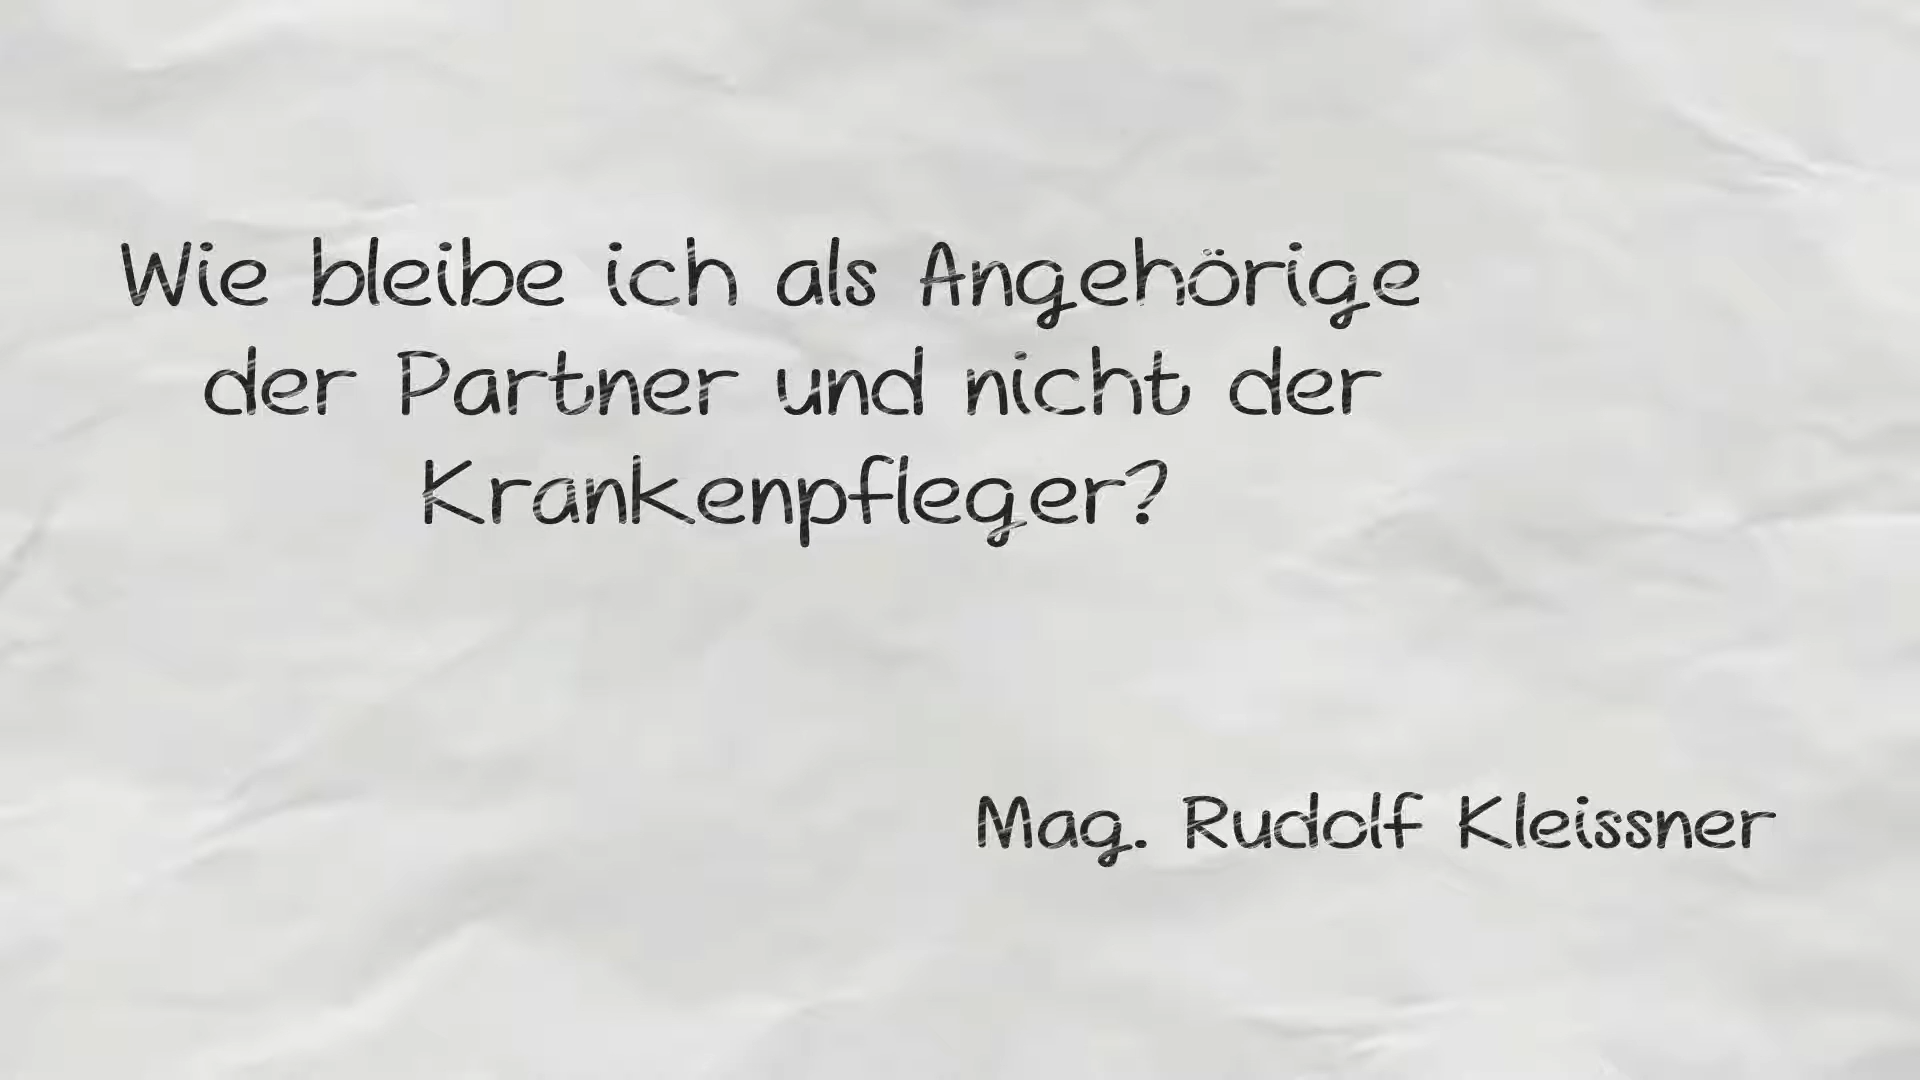 Wie bleibe ich als Angehörige
der Partner und nicht der
Krankenpfleger?
Mag. Rudolf Kleissner